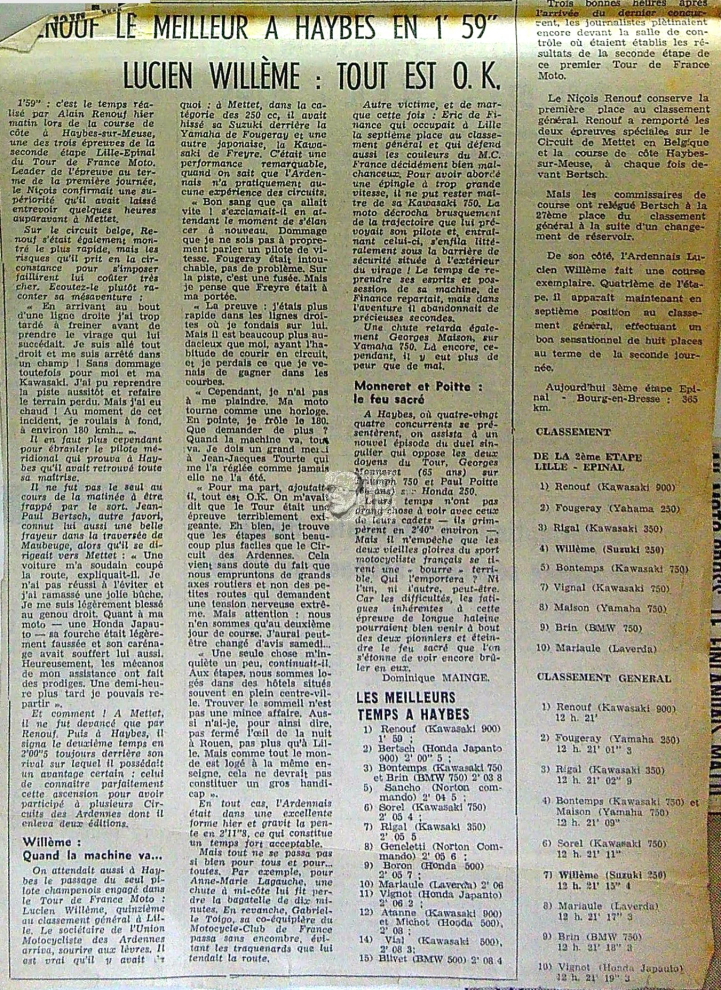 RENOUF LE MEILLEUR A HAYBES EN 1' 59"
LUCIEN WILLÈME : TOUT EST O. K.
1'59" : c'est le temps réa-
lisé par Alain Renouf hier
matin lors de la course de
côte à Haybes-sur-Meuse,
une des trois épreuves de la
seconde étape Lille-Epinal
du Tour de France Moto.
Leader de l'épreuve au ter-
me de la première journée,
le Niçois confirmait une su-
périorité qu'il avait laissé
entrevoir quelques heures
auparavant à Mettet.
Sur le circuit belge, Re-
nouf s'était également mon-
tré le plus rapide, mais les
risques qu'il prit en la cir-
constance pour s'imposer
faillirent lui coûter très
cher. Ecoutez-le plutôt ra-
conter sa mésaventure :
« En arrivant au bout
d'une ligne droite j'ai trop
tardé à freiner avant de
prendre le virage qui lui
succédait. Je suis allé tout
droit et me suis arrêté dans
un champ ! Sans dommage
toutefois pour moi et ma
Kawasaki. J'ai pu reprendre
la piste aussitôt et refaire
le terrain perdu. Mais j'ai eu
chaud ! Au moment de cet
incident, je roulais à fond,
à environ 180 kmh... »
Il en faut plus cependant
pour ébranler le pilote mé-
ridional qui prouva à Hay-
bes qu'il avait retrouvé toute
sa maîtrise.
Il ne fut pas le seul au
cours de la matinée à être
frappé par le sort. Jean-
Paul Bertsch, autre favori,
connut lui aussi une belle
frayeur dans la traversée de
Maubeuge, alors qu'il se di-
rigeait vers Mettet : « Une
voiture m'a soudain coupé
la route, expliquait-il. Je
n'ai pas réussi à l'éviter et
j'ai ramassé une jolie bûche.
Je me suis légèrement blessé
au genou droit. Quant à ma
moto — une Honda Japau-
to — sa fourche était légère-
ment faussée et son caréna-
ge avait souffert lui aussi.
Heureusement, les mécanos
de mon assistance ont fait
des prodiges. Une demi-heu-
re plus tard je pouvais re-
partir ».
Et comment ! A Mettet,
il ne fut devancé que par
Renouf. Puis à Haybes, il
signa le deuxième temps en
2'00"5 toujours derrière son
rival sur lequel il possédait
un avantage certain : celui
de connaître parfaitement
cette ascension pour avoir
participé à plusieurs Cir-
cuits des Ardennes dont il
enleva deux éditions.
Willème :
Quand la machine va...
On attendait aussi à Hay-
bes le passage du seul pi-
lote champenois engagé dans
le Tour de France Moto :
Lucien Willème, quinzième
au classement général à Lil-
le. Le sociétaire de l'Union
Motocycliste des Ardennes
arriva, sourire aux lèvres. Il
est vrai qu'il y avait de
quoi : à Mettet, dans la ca-
tégorie des 250 cc, il avait
hissé sa Suzuki derrière la
Yamaha de Fougeray et une
autre japonaise, la Kawa-
saki de Freyre. C'était une
performance remarquable,
quand on sait que l'Arden-
nais n'a pratiquement au-
cune expérience des circuits.
« Bon sang que ça allait
vite ! s'exclamait-il en at-
tendant le moment de s'élan-
cer à nouveau. Dommage
que je ne sois pas à propre-
ment parler un pilote de vi-
tesse. Fougeray était intou-
chable, pas de problème. Sur
la piste, c'est une fusée. Mais
je pense que Freyre était à
ma portée.
« La preuve : j'étais plus
rapide dans les lignes droi-
tes où je fondais sur lui.
Mais il est beaucoup plus au-
dacieux que moi, ayant l'ha-
bitude de courir en circuit,
et je perdais ce que je ve-
nais de gagner dans les
courbes.
« Cependant, je n'ai pas
à me plaindre. Ma moto
tourne comme une horloge.
En pointe, je frôle le 180.
Que demander de plus ?
Quand la machine va, tout
va. Je dois un grand merci
à Jean-Jacques Tourte qui
me l'a réglée comme jamais
elle ne l'a été.
« Pour ma part, ajoutait-
il, tout est O.K. On m'avait
dit que le Tour était une
épreuve terriblement exi-
geante. Eh bien, je trouve
que les étapes sont beau-
coup plus faciles que le Cir-
cuit des Ardennes. Cela
vient sans doute du fait que
nous empruntons de grands
axes routiers et non des pe-
tites routes qui demandent
une tension nerveuse extrê-
me. Mais attention : nous
n'en sommes qu'au deuxième
jour de course. J'aurai peut-
être changé d'avis samedi...
« Une seule chose m'in-
quiète un peu, continuait-il.
Aux étapes, nous sommes lo-
gés dans des hôtels situés
souvent en plein centre-vil-
le. Trouver le sommeil n'est
pas une mince affaire. Aus-
si n'ai-je, pour ainsi dire,
pas fermé l'œil de la nuit
à Rouen, pas plus qu'à Lil-
le. Mais comme tout le mon-
de est logé à la même en-
seigne, cela ne devrait pas
constituer un gros handi-
cap ».
En tout cas, l'Ardennais
était dans une excellente
forme hier et gravit la pen-
te en 2'11"8, ce qui constitue
un temps fort acceptable.
Mais tout ne se passa pas
si bien pour tous et pour...
toutes. Par exemple, pour
Anne-Marie Lagauche, une
chute à mi-côte lui fit per-
dre la bagatelle de dix mi-
nutes. En revanche, Gabriel-
le Toigo, sa co-équipière du
Motocycle-Club de France
passa sans encombre, évi-
tant les traquenards que lui
tendait la route.
Autre victime, et de mar-
que cette fois : Eric de Fi-
nance qui occupait à Lille
la septième place au classe-
ment général et qui défend
aussi les couleurs du M.C.
France décidément bien mal-
chanceux. Pour avoir abordé
une épingle à trop grande
vitesse, il ne put rester maî-
tre de sa Kawasaki 750. La
moto décrocha brusquement
de la trajectoire que lui pré-
voyait son pilote et, entraî-
nant celui-ci, s'enfila litté-
ralement sous la barrière de
sécurité située à l'extérieur
du virage ! Le temps de re-
prendre ses esprits et pos-
session de sa machine, de
Finance repartait, mais dans
l'aventure il abandonnait de
précieuses secondes.
Une chute retarda égale-
ment Georges Maison, sur
Yamaha 750. Là encore, ce-
pendant, il y eut plus de
peur que de mal.
Monneret et Poitte :
le feu sacré
A Haybes, où quatre-vingt
quatre concurrents se pré-
sentèrent, on assista à un
nouvel épisode du duel sin-
gulier qui oppose les deux
doyens du Tour, Georges
Monneret (65 ans) sur
Triumph 750 et Paul Poitte
sur Honda 250.
Leurs temps n'ont pas
grand-chose à voir avec ceux
de leurs cadets — ils grim-
pèrent en 2'40" environ —.
Mais il n'empêche que les
deux vieilles gloires du sport
motocycliste français se ti-
rent une « bourre » terri-
ble. Qui l'emportera ? Ni
l'un, ni l'autre, peut-être.
Car les difficultés, les fati-
gues inhérentes à cette
épreuve de longue haleine
pourraient bien venir à bout
des deux pionniers et étein-
dre le feu sacré que l'on
s'étonne de voir encore brû-
ler en eux.
Dominique MAINGE.
LES MEILLEURS
TEMPS A HAYBES
1) Renouf (Kawasaki 900)
1' 59 ;
2) Bertsch (Honda Japanto
900) 2' 00" 5 ;
3) Bontemps (Kawasaki 750
et Brin (BMW 750) 2' 03 8
5) Sancho (Norton com-
mando) 2' 04 5 ;
6) Sorel (Kawasaki 750)
2' 05 4 ;
7) Rigal (Kawsaki 350)
2' 05 5
8) Gencletti (Norton Com-
mando) 2' 05 6 ;
9) Boron (Honda 500)
2' 05 7 ;
10) Mariaule (Laverda) 2' 06
11) Vignot (Honda Japanto)
2' 06 2 ;
12) Atanne (Kawasaki 900)
et Michot (Honda 500),
2' 08 ;
14) Vial (Kawasaki 500),
2' 08 3;
15) Blivet (BMW 500) 2' 08 4
Trois bonnes heures après
l'arrivée du dernier concur-
rent, les journalistes piétinaient
encore devant la salle de con-
trôle où étaient établis les ré-
sultats de la seconde étape de
ce premier Tour de France
Moto.
Le Niçois Renouf conserve la
première place au classement
général. Renouf a remporté les
deux épreuves spéciales sur le
Circuit de Mettet en Belgique
et la course de côte Haybes-
sur-Meuse, à chaque fois de-
vant Bertsch.
Mais les commissaires de
course ont relégué Bertsch à la
27ème place du classement
général à la suite d'un change-
ment de réservoir.
De son côté, l'Ardennais Lu-
cien Willème fait une course
exemplaire. Quatrième de l'éta-
pe, il apparaît maintenant en
septième position au classe-
ment général, effectuant un
bon sensationnel de huit places
au terme de la seconde jour-
née.
Aujourd'hui 3ème étape Epi-
nal - Bourg-en-Bresse : 365
km.
CLASSEMENT
DE LA 2ème ETAPE
LILLE - EPINAL
1) Renouf (Kawasaki 900)
2) Fougeray (Yahama 250)
3) Rigal (Kawasaki 350)
4) Willème (Suzuki 250)
5) Bontemps (Kawasaki 750)
7) Vignal (Kawasaki 350)
8) Maison (Yamaha 750)
9) Brin (BMW 750)
10) Mariaule (Laverda)
CLASSEMENT GENERAL
1) Renouf (Kawasaki 900)
12 h. 21'
2) Fougeray (Yamaha 250)
12 h. 21' 01" 3
3) Rigal (Kawasaki 350)
12 h. 21' 02" 9
4) Bontemps (Kawasaki 750) et
Maison (Yamaha 750)
12 h. 21' 09"
6) Sorel (Kawasaki 750)
12 h. 21' 11"
7) Willème (Suzuki 250)
12 h. 21' 15" 4
8) Mariaule (Laverda)
12 h. 21' 17" 3
9) Brin (BMW 750)
12 h. 21' 18" 3
10) Vignot (Honda Japauto)
12 h. 21' 19" 3